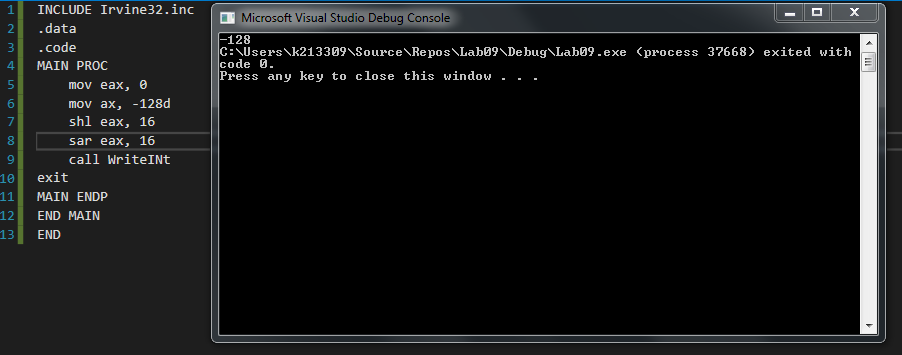 1 INCLUDE Irvine32.inc
2 .data
3 .code
4 MAIN PROC
5 mov eax, 0
6 mov ax, -128d
7 shl eax, 16
8 sar eax, 16
9 call WriteINt
10 exit
11 MAIN ENDP
12 END MAIN
13 END
Microsoft Visual Studio Debug Console
-128
C:\Users\k213309\Source\Repos\Lab09\Debug\Lab09.exe (process 37668) exited with
code 0.
Press any key to close this window . . .